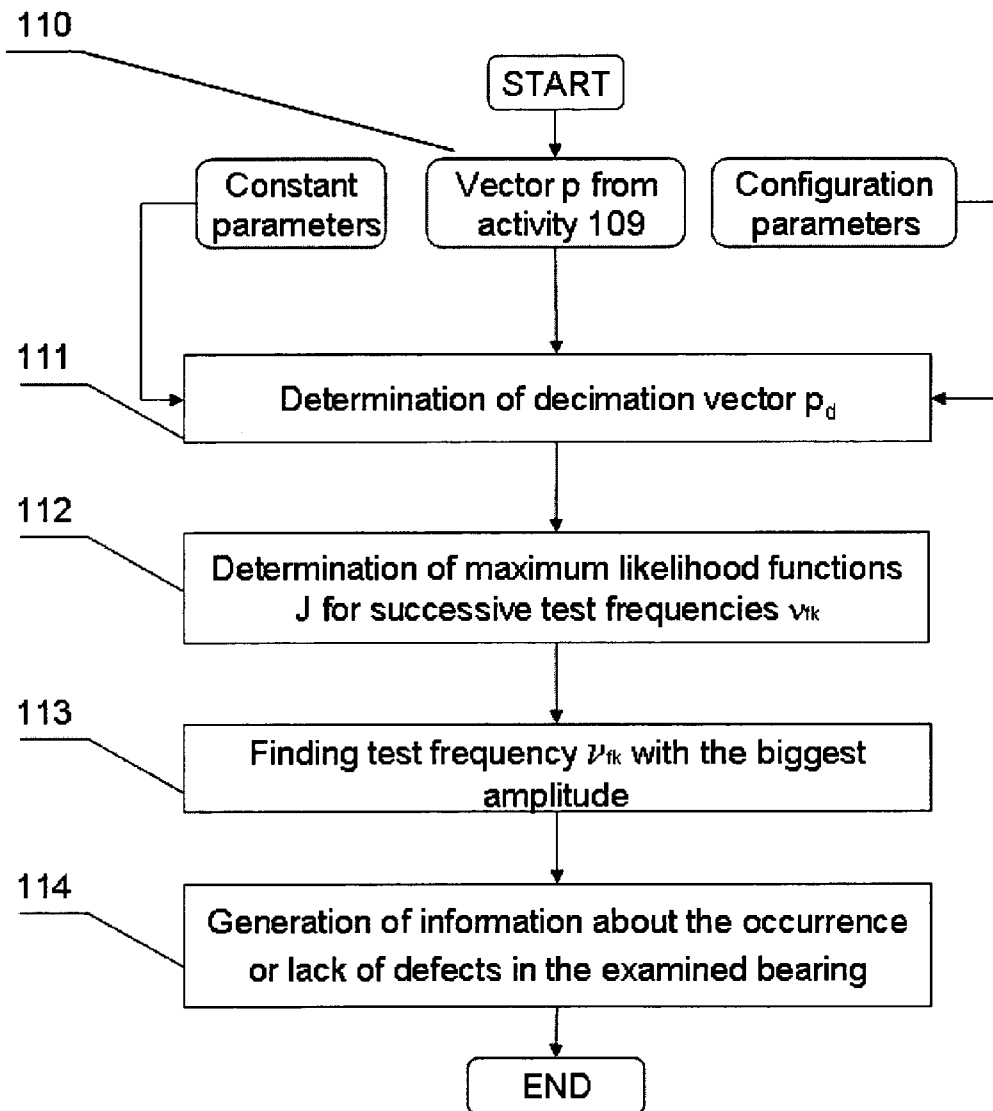 110
START
Constant
parameters
Vector p from
activity 109
Configuration
parameters
111
Determination of decimation vector pd
112
Determination of maximum likelihood functions
J for successive test frequencies νfk
113
Finding test frequency νfk with the biggest
amplitude
114
Generation of information about the occurrence
or lack of defects in the examined bearing
END